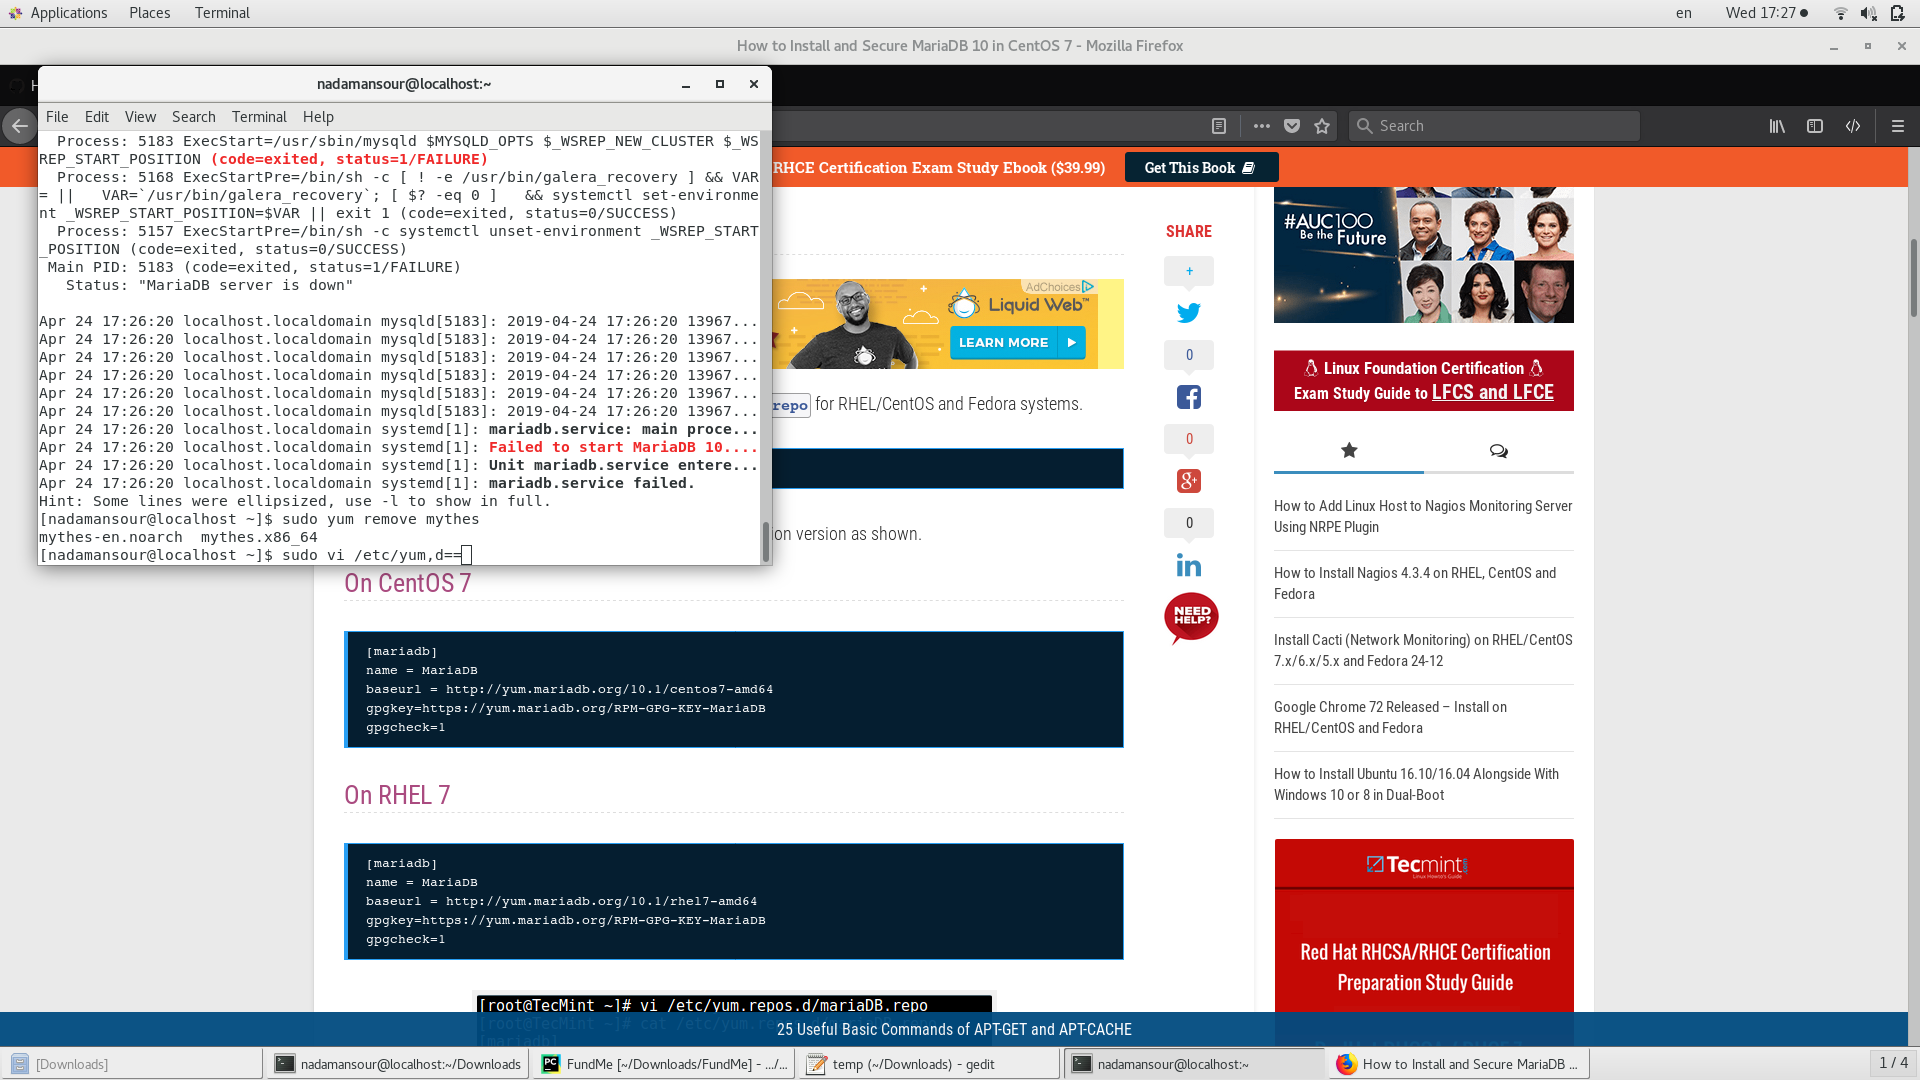 Applications Places Terminal
en Wed 17:27
How to Install and Secure MariaDB 10 in CentOS 7 - Mozilla Firefox
nadamansour@localhost:~
File Edit View Search Terminal Help
Process: 5183 ExecStart=/usr/sbin/mysqld $MYSQLD_OPTS $_WSREP_NEW_CLUSTER $_WS
REP_START_POSITION (code=exited, status=1/FAILURE)
Process: 5168 ExecStartPre=/bin/sh -c [ ! -e /usr/bin/galera_recovery ] && VAR
= || VAR=`/usr/bin/galera_recovery`; [ $? -eq 0 ] && systemctl set-environme
nt _WSREP_START_POSITION=$VAR || exit 1 (code=exited, status=0/SUCCESS)
Process: 5157 ExecStartPre=/bin/sh -c systemctl unset-environment _WSREP_START
_POSITION (code=exited, status=0/SUCCESS)
Main PID: 5183 (code=exited, status=1/FAILURE)
Status: "MariaDB server is down"
Apr 24 17:26:20 localhost.localdomain mysqld[5183]: 2019-04-24 17:26:20 13967...
Apr 24 17:26:20 localhost.localdomain mysqld[5183]: 2019-04-24 17:26:20 13967...
Apr 24 17:26:20 localhost.localdomain mysqld[5183]: 2019-04-24 17:26:20 13967...
Apr 24 17:26:20 localhost.localdomain mysqld[5183]: 2019-04-24 17:26:20 13967...
Apr 24 17:26:20 localhost.localdomain mysqld[5183]: 2019-04-24 17:26:20 13967...
Apr 24 17:26:20 localhost.localdomain mysqld[5183]: 2019-04-24 17:26:20 13967...
Apr 24 17:26:20 localhost.localdomain systemd[1]: mariadb.service: main proce...
Apr 24 17:26:20 localhost.localdomain systemd[1]: Failed to start MariaDB 10....
Apr 24 17:26:20 localhost.localdomain systemd[1]: Unit mariadb.service entere...
Apr 24 17:26:20 localhost.localdomain systemd[1]: mariadb.service failed.
Hint: Some lines were ellipsized, use -l to show in full.
[nadamansour@localhost ~]$ sudo yum remove mythes
mythes-en.noarch mythes.x86_64
[nadamansour@localhost ~]$ sudo vi /etc/yum,d==
Search
RHCE Certification Exam Study Ebook ($39.99) Get This Book
AdChoices
Liquid Web™
LEARN MORE
repo for RHEL/CentOS and Fedora systems.
ion version as shown.
On CentOS 7
[mariadb]
name = MariaDB
baseurl = http://yum.mariadb.org/10.1/centos7-amd64
gpgkey=https://yum.mariadb.org/RPM-GPG-KEY-MariaDB
gpgcheck=1
On RHEL 7
[mariadb]
name = MariaDB
baseurl = http://yum.mariadb.org/10.1/rhel7-amd64
gpgkey=https://yum.mariadb.org/RPM-GPG-KEY-MariaDB
gpgcheck=1
[root@TecMint ~]# vi /etc/yum.repos.d/mariaDB.repo
SHARE
+
0
0
0
NEED
HELP?
#AUC100
Be the Future
Linux Foundation Certification
Exam Study Guide to LFCS and LFCE
How to Add Linux Host to Nagios Monitoring Server
Using NRPE Plugin
How to Install Nagios 4.3.4 on RHEL, CentOS and
Fedora
Install Cacti (Network Monitoring) on RHEL/CentOS
7.x/6.x/5.x and Fedora 24-12
Google Chrome 72 Released – Install on
RHEL/CentOS and Fedora
How to Install Ubuntu 16.10/16.04 Alongside With
Windows 10 or 8 in Dual-Boot
Tecmint
Red Hat RHCSA/RHCE Certification
Preparation Study Guide
25 Useful Basic Commands of APT-GET and APT-CACHE
[Downloads]
nadamansour@localhost:~/Downloads
FundMe [~/Downloads/FundMe] - .../...
temp (~/Downloads) - gedit
nadamansour@localhost:~
How to Install and Secure MariaDB ...
1 / 4